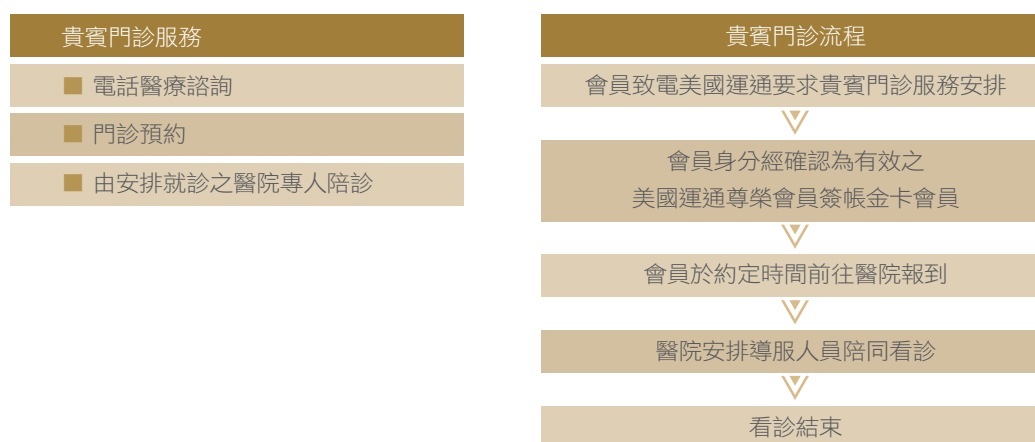 貴賓門診服務
電話醫療諮詢
門診預約
由安排就診之醫院專人陪診
貴賓門診流程
會員致電美國運通要求貴賓門診服務安排
會員身分經確認為有效之
美國運通尊榮會員簽帳金卡會員
會員於約定時間前往醫院報到
醫院安排導服人員陪同看診
看診結束